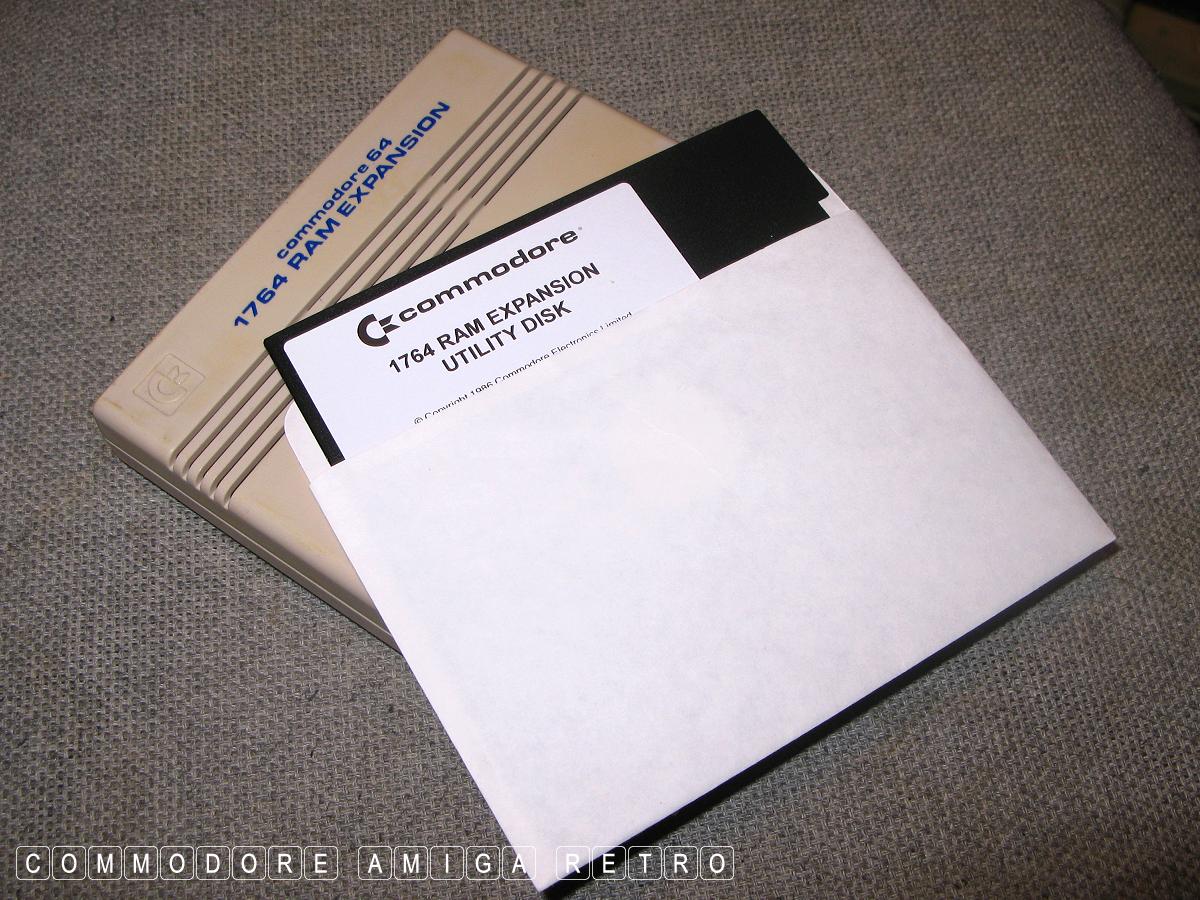 commodore 64
1764 RAM EXPANSION
commodore®
1764 RAM EXPANSION
UTILITY DISK
© Copyright 1986 Commodore Electronics Limited
COMMODORE AMIGA RETRO